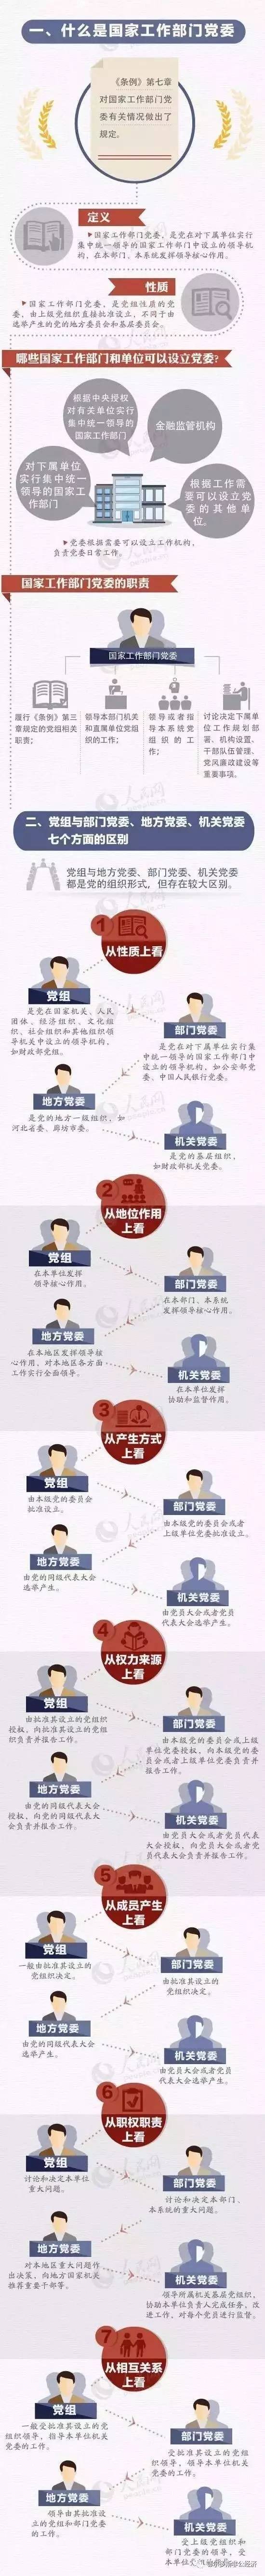 一、什么是国家工作部门党委
《条例》第七章
对国家工作部门党
委有关情况做出了
规定。
定义
国家工作部门党委，是党在对下属单位实行
集中统一领导的国家工作部门中设立的领导机
构，在本部门、本系统发挥领导核心作用。
性质
国家工作部门党委，是党组性质的党
委，由上级党组织直接批准设立，不同于由
选举产生的党的地方委员会和基层委员会。
哪些国家工作部门和单位可以设立党委?
根据中央授权
对有关单位实行
集中统一领导的
国家工作部门
金融监管机构
对下属单位
实行集中统一
领导的国家工
作部门
根据工作需
要可以设立党
委的其他单
位。
党委根据需要可以设立工作机构，
负责党委日常工作。
国家工作部门党委的职责
国家工作部门党委
履行《条例》第三
章规定的党组相关
职责；
领导本部门机关
和直属单位党组
织的工作；
领导或者指
导本系统党
组织的工
作；
讨论决定下属单
位工作规划部
署、机构设置、
干部队伍管理、
党风廉政建设等
重要事项。
二、党组与部门党委、地方党委、机关党委
七个方面的区别
党组与地方党委、部门党委、机关党委
都是党的组织形式，但存在较大区别。
1
从性质上看
党组
是党在国家机关、人民
团体、经济组织、文化组
织、社会组织和其他组织领
导机关中设立的领导机构，
如财政部党组。
部门党委
是党在对下属单位实行集
中统一领导的国家工作部门中
设立的领导机构，如公安部党
委、中国人民银行党委。
地方党委
是党的地方一级组织，如
河北省委、廊坊市委。
机关党委
是党的基层组织，
如财政部机关党委。
2
从地位作用
上看
党组
在本单位发挥
领导核心作用。
部门党委
在本部门、本系统
发挥领导核心作用。
地方党委
在本地区发挥领导核
心作用，对本地区各方面
工作实行全面领导。
机关党委
在本单位发挥
协助和监督作用。
3
从产生方式
上看
党组
由本级党的委员会
批准设立。
部门党委
由本级党的委员会或者
上级单位党委批准设立。
地方党委
由党的同级代表大会
选举产生。
机关党委
由党员大会或者党员
代表大会选举产生。
4
从权力来源
上看
党组
由批准其设立的党组织
授权，向批准其设立的党组
织负责并报告工作。
部门党委
由本级党的委员会或上级
单位党委授权，向本级党的委
员会或者上级单位党委负责并
报告工作。
地方党委
由党的同级代表大会
授权，向党的同级代表大
会负责并报告工作。
机关党委
由党员大会或者党员代表
大会授权，向党员大会或者党
员代表大会负责并报告工作。
5
从成员产生
上看
党组
一般由批准其设立的
党组织决定。
部门党委
由批准其设立的
党组织决定。
地方党委
由党的同级代表大会
选举产生。
机关党委
由党员大会或者党员
代表大会选举产生。
6
从职权职责
上看
党组
讨论和决定本单位
重大问题。
部门党委
讨论和决定本部门、
本系统的重大问题。
地方党委
对本地区重大问题作
出决策，向地方国家机关
推荐重要干部等。
机关党委
领导所属机关基层党组织，
协助本单位负责人完成任务，改
进工作，对每个党员进行监督。
7
从相互关系
上看
党组
一般受批准其设立的党
组织领导，指导本单位机关
党委的工作。
部门党委
受批准其设立的党组
织领导，领导本单位机关
党委的工作。
地方党委
领导由其批准设
立的党组和部门党委
的工作。
机关党委
受上级党组织和
部门党委的领导，受